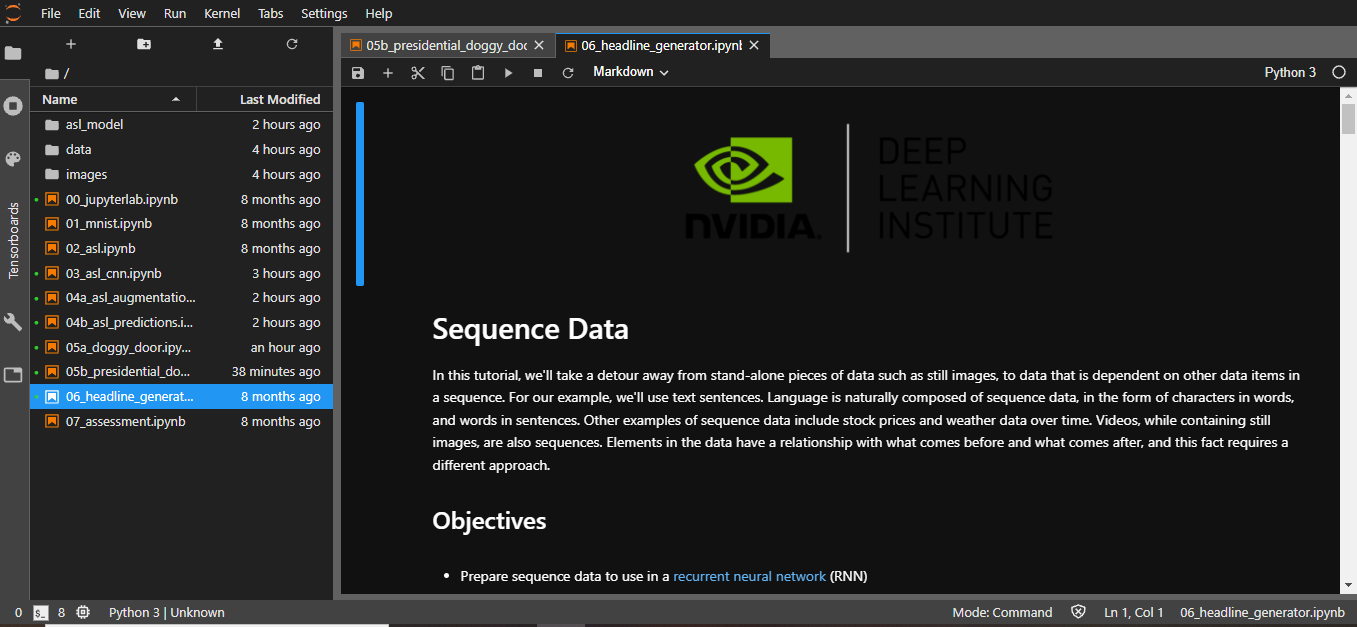 File Edit View Run Kernel Tabs Settings Help
05b_presidential_doggy_doc
06_headline_generator.ipynb
/
Markdown
Python 3
Name Last Modified
asl_model 2 hours ago
data 4 hours ago
images 4 hours ago
00_jupyterlab.ipynb 8 months ago
01_mnist.ipynb 8 months ago
02_asl.ipynb 8 months ago
03_asl_cnn.ipynb 3 hours ago
04a_asl_augmentatio... 2 hours ago
04b_asl_predictions.i... 2 hours ago
05a_doggy_door.ipy... an hour ago
05b_presidential_do... 38 minutes ago
06_headline_generat... 8 months ago
07_assessment.ipynb 8 months ago
Tensorboards
NVIDIA.
DEEP
LEARNING
INSTITUTE
Sequence Data
In this tutorial, we'll take a detour away from stand-alone pieces of data such as still images, to data that is dependent on other data items in
a sequence. For our example, we'll use text sentences. Language is naturally composed of sequence data, in the form of characters in words,
and words in sentences. Other examples of sequence data include stock prices and weather data over time. Videos, while containing still
images, are also sequences. Elements in the data have a relationship with what comes before and what comes after, and this fact requires a
different approach.
Objectives
• Prepare sequence data to use in a recurrent neural network (RNN)
0 $_ 8 Python 3 | Unknown
Mode: Command Ln 1, Col 1 06_headline_generator.ipynb